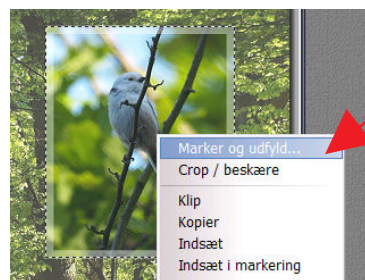 Marker og udfyld...
Crop / beskære
Klip
Kopier
Indsæt
Indsæt i markering